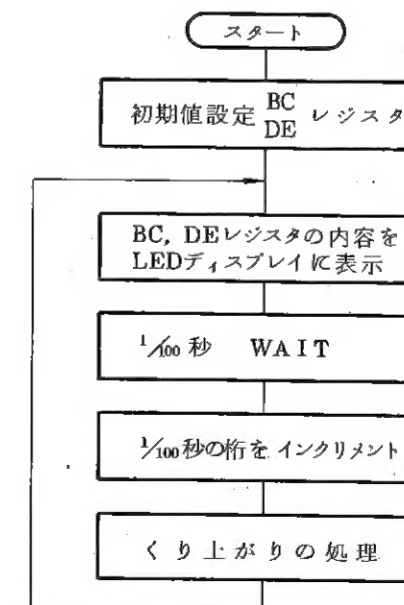 スタート
初期値設定 BC DE レジスタ
BC, DEレジスタの内容を
LEDディスプレイに表示
1/100 秒 WAIT
1/100秒の桁をインクリメント
くり上がりの処理